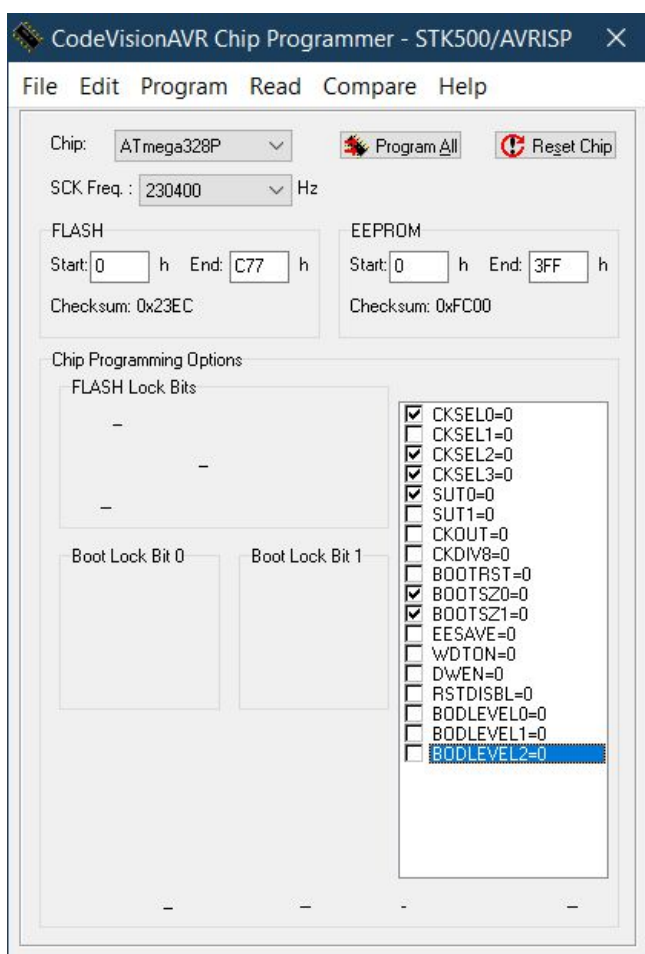 CodeVisionAVR Chip Programmer - STK500/AVRISP
File Edit Program Read Compare Help
Chip: ATmega328P Program All Reset Chip
SCK Freq. : 230400 Hz
FLASH EEPROM
Start: 0 h End: C77 h Start: 0 h End: 3FF h
Checksum: 0x23EC Checksum: 0xFC00
Chip Programming Options
FLASH Lock Bits
CKSEL0=0
CKSEL1=0
CKSEL2=0
CKSEL3=0
SUT0=0
SUT1=0
CKOUT=0
Boot Lock Bit 0 Boot Lock Bit 1
CKDIV8=0
BOOTRST=0
BOOTSZ0=0
BOOTSZ1=0
EESAVE=0
WDTON=0
DWEN=0
RSTDISBL=0
BODLEVEL0=0
BODLEVEL1=0
BODLEVEL2=0